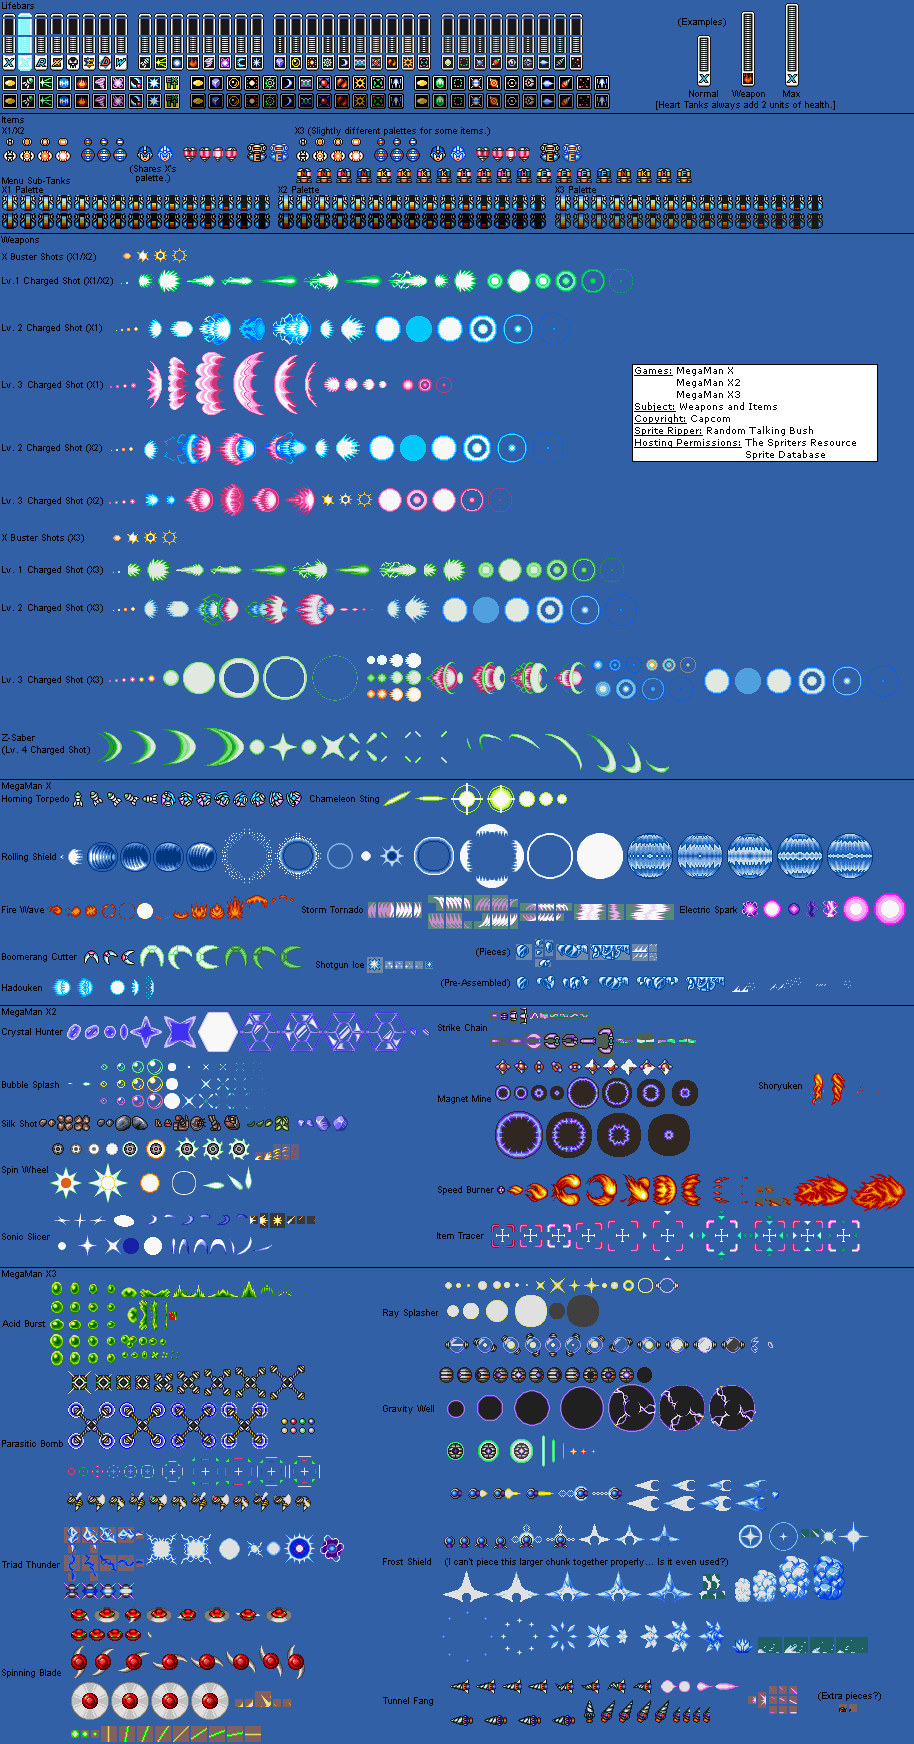 Lifebars
(Examples)
Normal Weapon Max
[Heart Tanks always add 2 units of health.]
Items
X1/X2
X3 (Slightly different palettes for some items.)
(Shares X's
palette.)
Menu Sub-Tanks
X1 Palette
X2 Palette
X3 Palette
Weapons
X Buster Shots (X1/X2)
Lv.1 Charged Shot (X1/X2)
Lv. 2 Charged Shot (X1)
Lv. 3 Charged Shot (X1)
Games: MegaMan X
MegaMan X2
MegaMan X3
Subject: Weapons and Items
Copyright: Capcom
Sprite Ripper: Random Talking Bush
Hosting Permissions: The Spriters Resource
Sprite Database
Lv. 2 Charged Shot (X2)
Lv. 3 Charged Shot (X2)
X Buster Shots (X3)
Lv. 1 Charged Shot (X3)
Lv. 2 Charged Shot (X3)
Lv. 3 Charged Shot (X3)
Z-Saber
(Lv. 4 Charged Shot)
MegaMan X
Homing Torpedo
Chameleon Sting
Rolling Shield
Fire Wave
Storm Tornado
Electric Spark
Boomerang Cutter
Shotgun Ice
(Pieces)
(Pre-Assembled)
Hadouken
MegaMan X2
Crystal Hunter
Strike Chain
Bubble Splash
Magnet Mine
Shoryuken
Silk Shot
Spin Wheel
Speed Burner
Sonic Slicer
Item Tracer
MegaMan X3
Acid Burst
Ray Splasher
Parasitic Bomb
Gravity Well
Triad Thunder
Frost Shield
(I can't piece this larger chunk together properly... Is it even used?)
Spinning Blade
Tunnel Fang
(Extra pieces?)